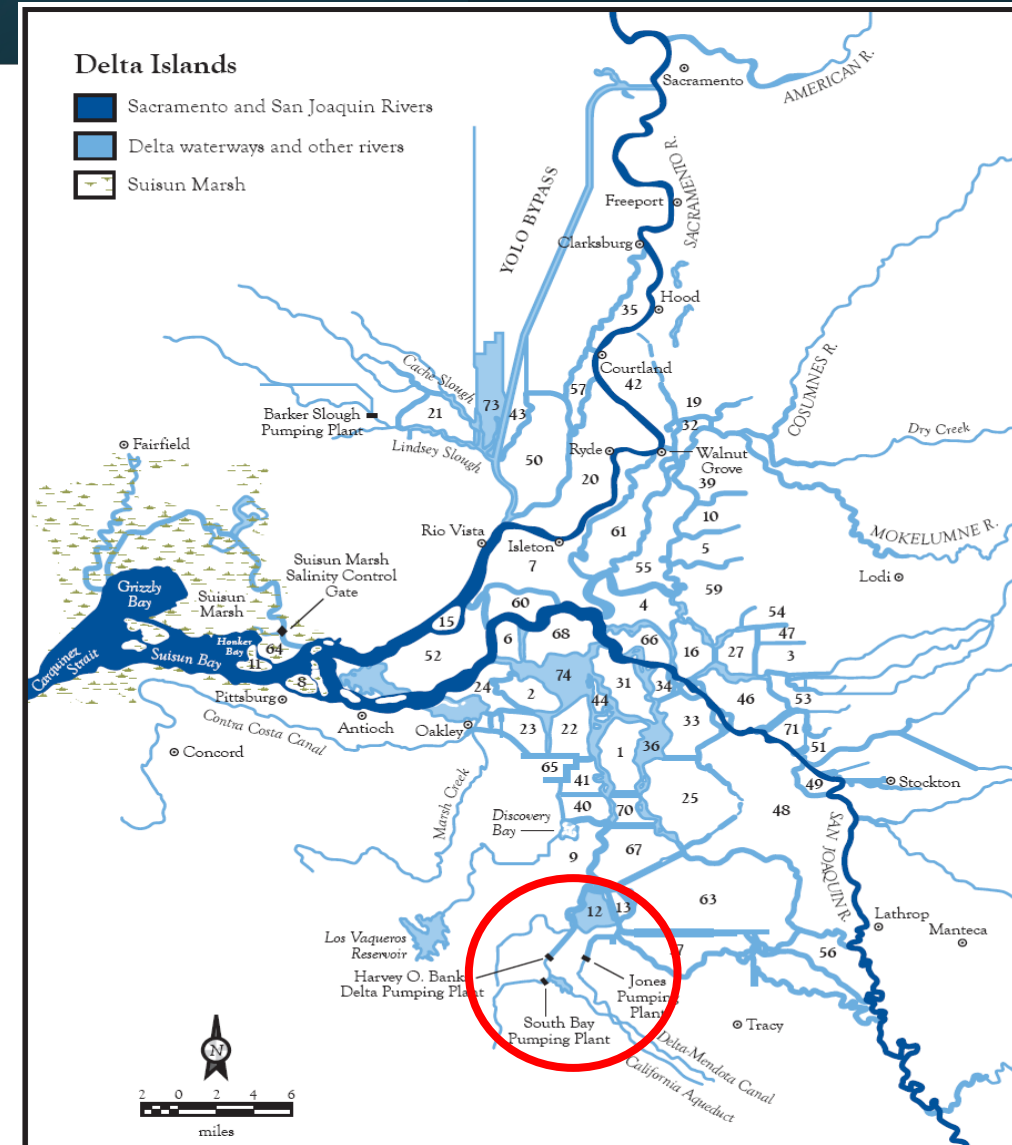 Delta Islands
Sacramento and San Joaquin Rivers
Delta waterways and other rivers
Suisun Marsh
Sacramento
AMERICAN R.
SACRAMENTO R.
YOLO BYPASS
Freeport
Clarksburg
35
Hood
Courtland
42
57
Cache Slough
73
43
21
Barker Slough
Pumping Plant
Lindsey Slough
19
32
COSUMNES R.
Dry Creek
Fairfield
50
Ryde
Walnut
Grove
20
39
10
MOKELUMNE R.
Rio Vista
Isleton
61
5
7
55
59
Lodi
Suisun Marsh
Salinity Control
Gate
Grizzly
Bay
Suisun
Marsh
60
4
54
15
6
68
66
47
Honker
Bay
64
52
16
27
3
11
Suisun Bay
Carquinez
Strait
8
74
31
34
24
2
44
46
53
Pittsburg
Antioch
Oakley
23
22
33
71
Contra Costa Canal
Concord
1
36
51
65
41
49
Stockton
Marsh Creek
40
70
25
48
Discovery
Bay
67
9
SAN JOAQUIN R.
12
13
63
Lathrop
Manteca
Los Vaqueros
Reservoir
7
56
Harvey O. Bank
Delta Pumping Plant
Jones
Pumping
Plant
South Bay
Pumping Plant
Tracy
Delta-Mendota Canal
California Aqueduct
N
2 0 2 4 6
miles